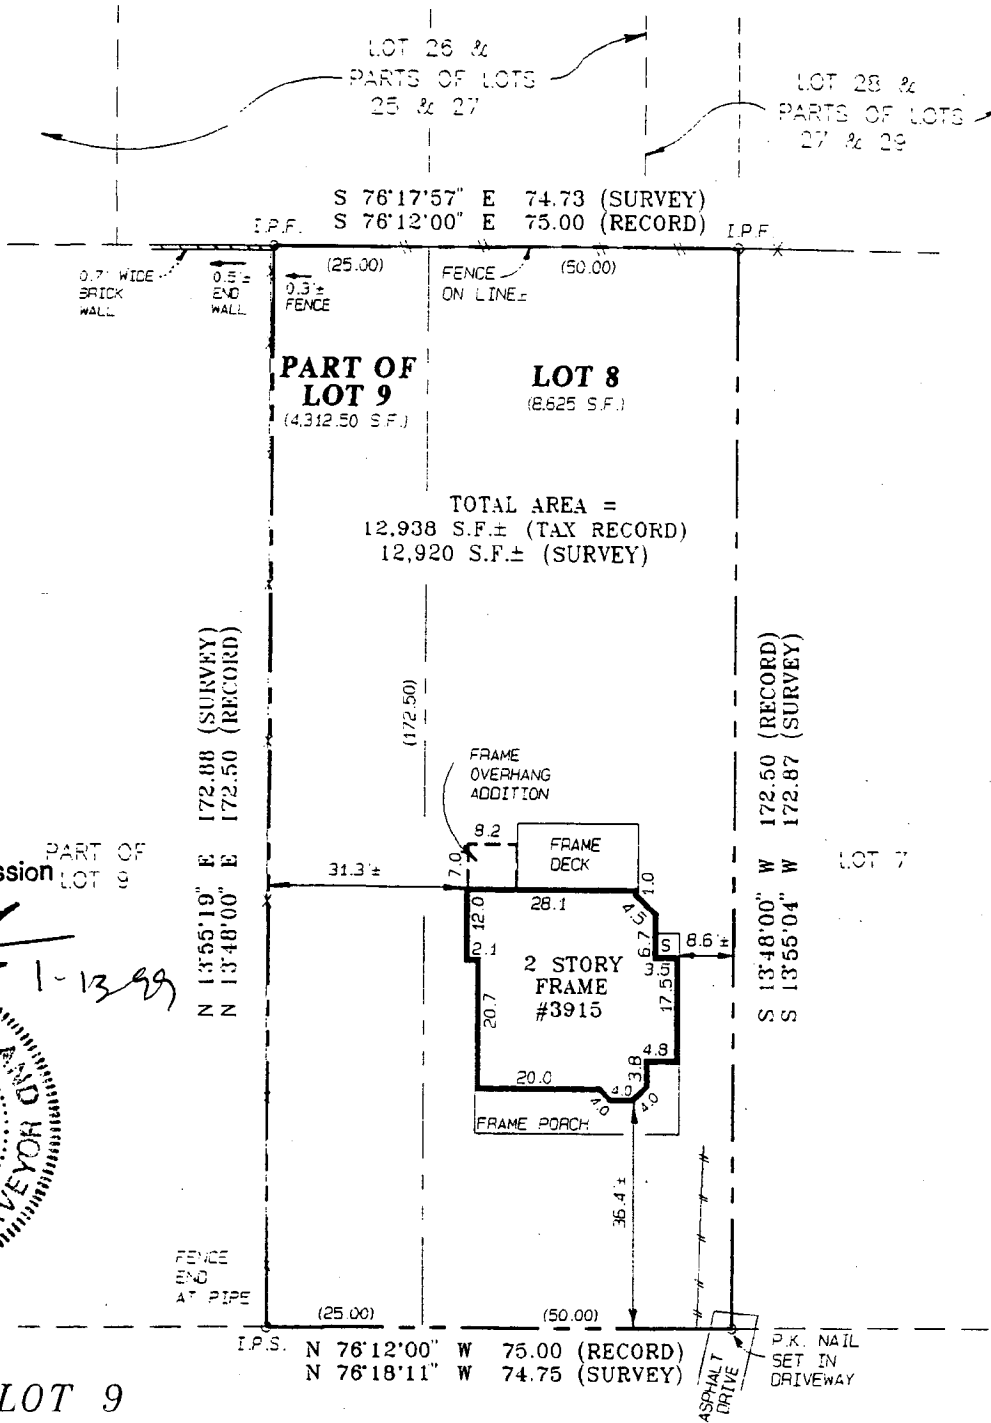 LOT 26 &
PARTS OF LOTS
25 & 27
LOT 28 &
PARTS OF LOTS
27 & 29
S 76°17'57" E 74.73 (SURVEY)
S 76°12'00" E 75.00 (RECORD)
I.P.F.
I.P.F.
0.7' WIDE
BRICK
WALL
0.5'±
END
WALL
0.3'±
FENCE
(25.00)
FENCE
ON LINE±
(50.00)
PART OF
LOT 9
(4,312.50 S.F.)
LOT 8
(8,625 S.F.)
TOTAL AREA =
12,938 S.F.± (TAX RECORD)
12,920 S.F.± (SURVEY)
N 13°55'19" E 172.88 (SURVEY)
N 13°48'00" E 172.50 (RECORD)
(172.50)
S 13°48'00" W 172.50 (RECORD)
S 13°55'04" W 172.87 (SURVEY)
FRAME
OVERHANG
ADDITION
8.2
7.0
FRAME
DECK
PART OF
LOT 9
ssion
LOT 7
31.3'±
12.0
28.1
1.0
4.5
6.7
S
8.6'±
2.1
3.5
2 STORY
FRAME
#3915
17.5
20.7
4.8
3.8
20.0
4.0
4.0
4.0
FRAME PORCH
1-13-99
AND
VEYOR
36.4'±
FENCE
END
AT PIPE
(25.00)
(50.00)
I.P.S.
N 76°12'00" W 75.00 (RECORD)
N 76°18'11" W 74.75 (SURVEY)
ASPHALT
DRIVE
P.K. NAIL
SET IN
DRIVEWAY
LOT 9